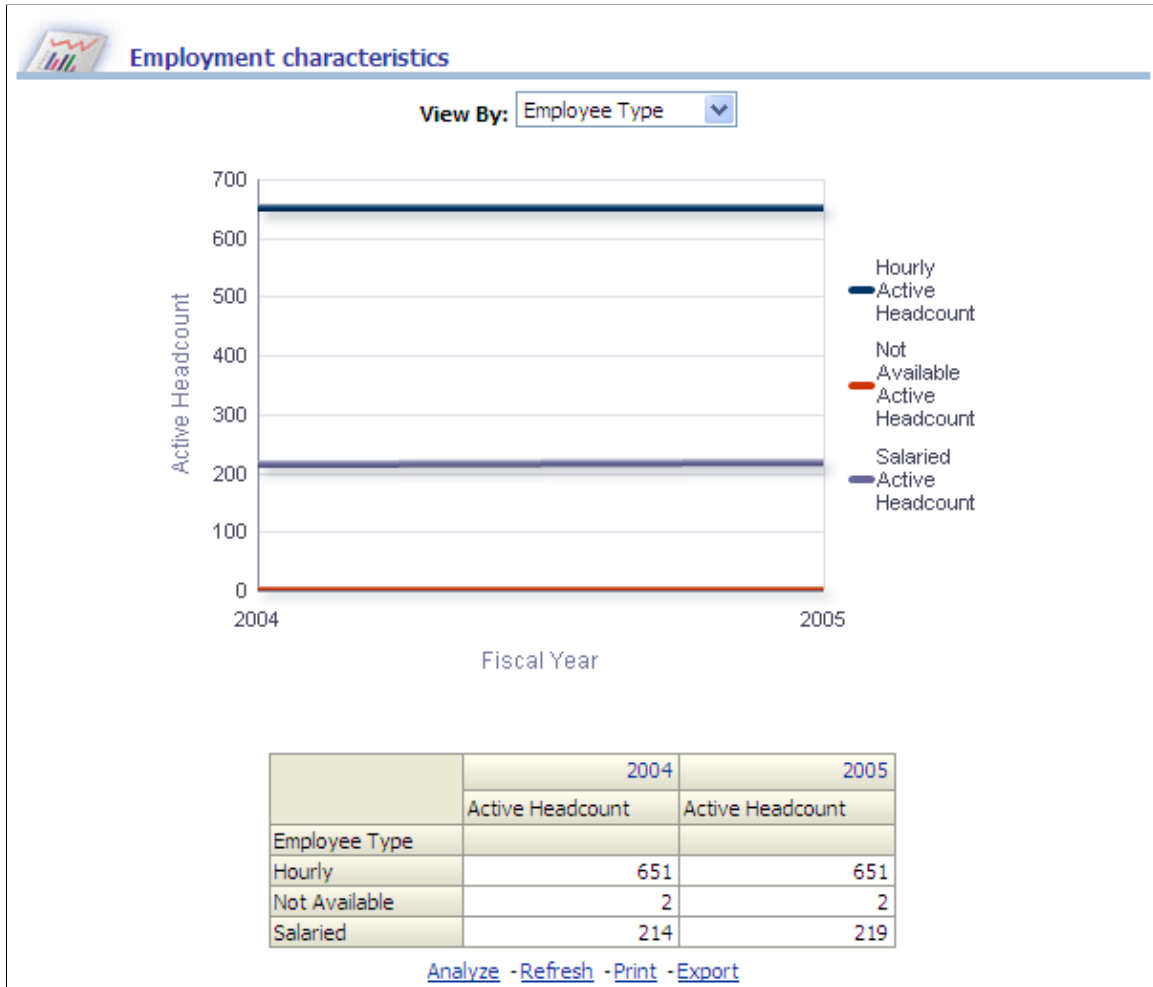 Employment characteristics
View By: Employee Type
700
600
500
400
300
200
100
0
Active Headcount
2004 2005
Fiscal Year
Hourly
Active
Headcount
Not
Available
Active
Headcount
Salaried
Active
Headcount
2004 2005
Active Headcount Active Headcount
Employee Type
Hourly 651 651
Not Available 2 2
Salaried 214 219
Analyze - Refresh - Print - Export